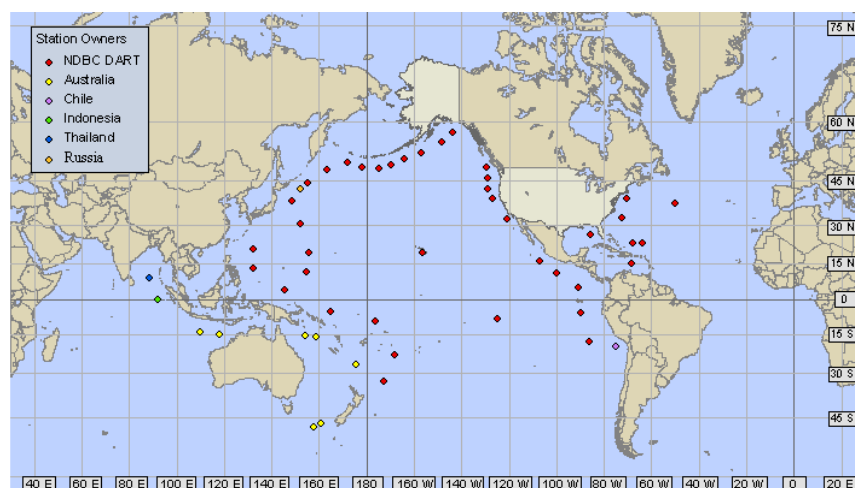 Station Owners
NDBC DART
Australia
Chile
Indonesia
Thailand
Russia
75 N
60 N
45 N
30 N
15 N
0
15 S
30 S
45 S
40 E
60 E
80 E
100 E
120 E
140 E
160 E
180
160 W
140 W
120 W
100 W
80 W
60 W
40 W
20 W
0
20 E